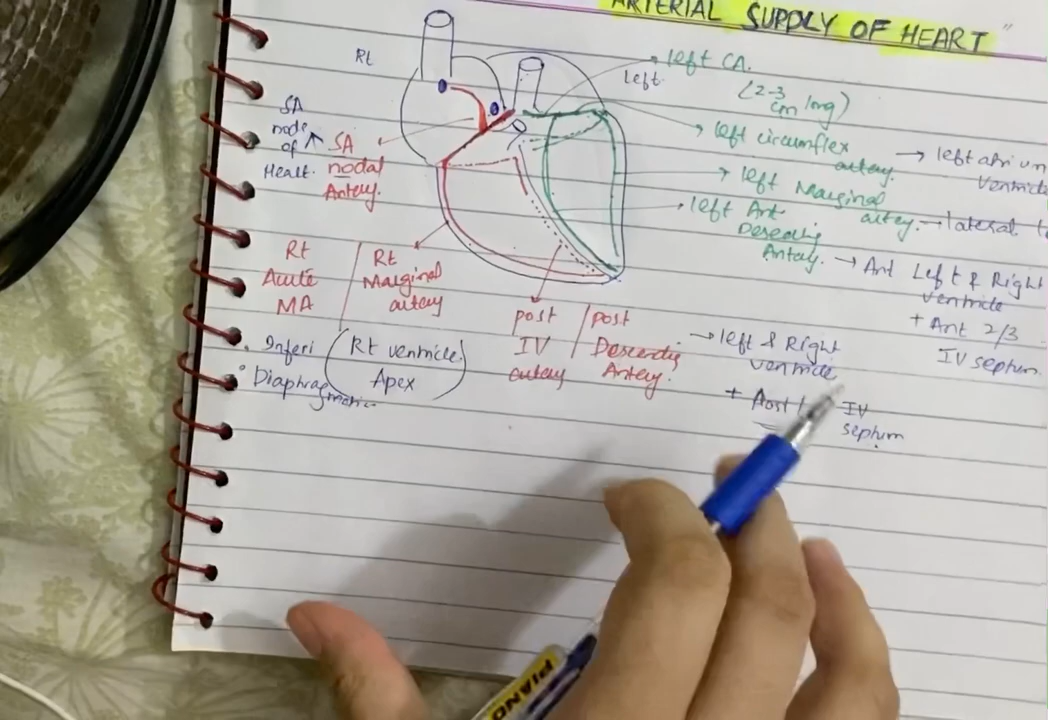 ARTERIAL SUPPLY OF HEART "
Rt
left CA.
Left
(2-3
cm long)
left circumflex
artery.
→ left atrium
Ventricle
left Marginal
artery. → lateral
left Ant
Descending
Artery.
→ Ant Left & Right
Ventricle
+ Ant 2/3
IV septum.
SA
node
of
Heart.
SA
nodal
Artery.
Rt
Acute
MA
Rt
Marginal
artery
• Inferi
• Diaphragmatic
(Rt ventricle)
Apex
post
IV
artery
post
Descending
Artery.
→ left & Right
ventricle
+ Post
IV
septum
PIANO